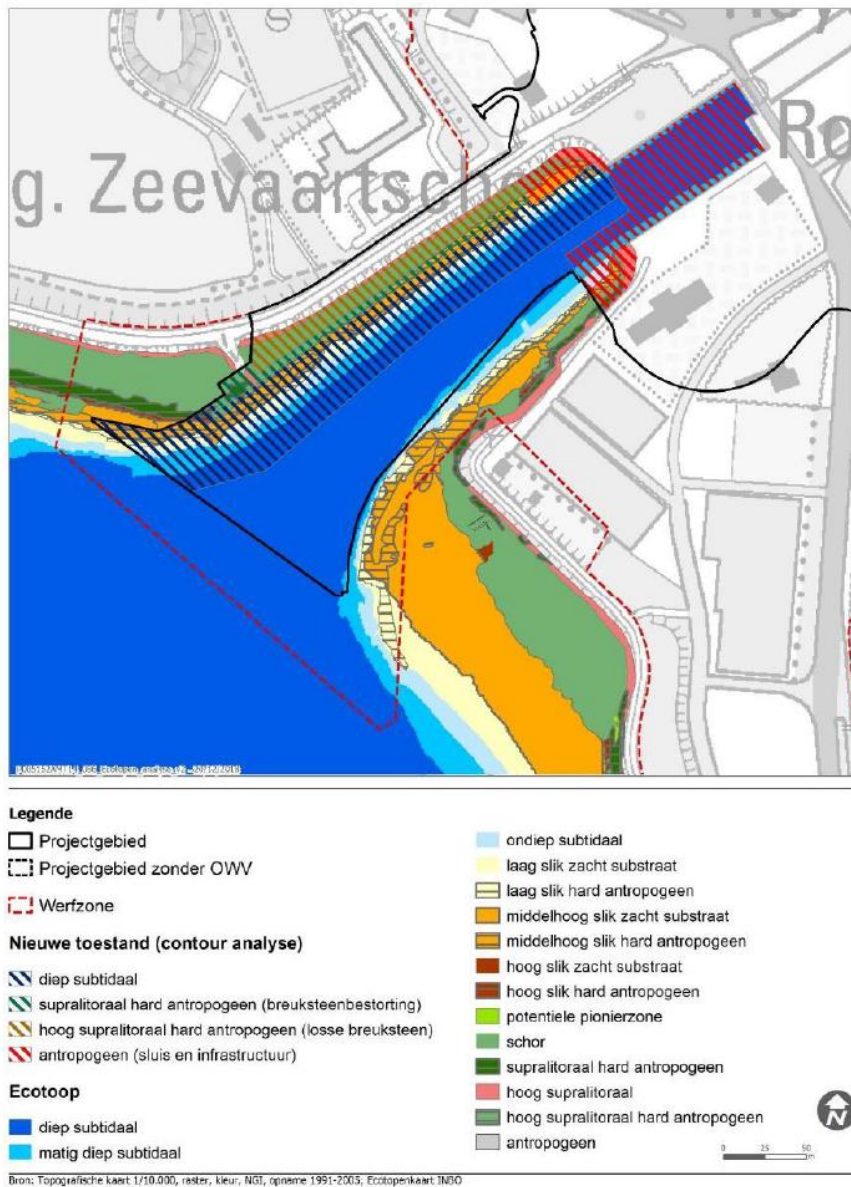 g. Zeevaartsche
Ro
Legende
Projectgebied
Projectgebied zonder OWV
Werfzone
Nieuwe toestand (contour analyse)
diep subtidaal
supralitoraal hard antropogeen (breuksteenbestorting)
hoog supralitoraal hard antropogeen (losse breuksteen)
antropogeen (sluis en infrastructuur)
Ecotoop
diep subtidaal
matig diep subtidaal
ondiep subtidaal
laag slik zacht substraat
laag slik hard antropogeen
middelhoog slik zacht substraat
middelhoog slik hard antropogeen
hoog slik zacht substraat
hoog slik hard antropogeen
potentiele pionierzone
schor
supralitoraal hard antropogeen
hoog supralitoraal
hoog supralitoraal hard antropogeen
antropogeen
N
0 25 50
m
Bron: Topografische kaart 1/10.000, raster, kleur, NGI, opname 1991-2005; Ecotopenkaart INBO